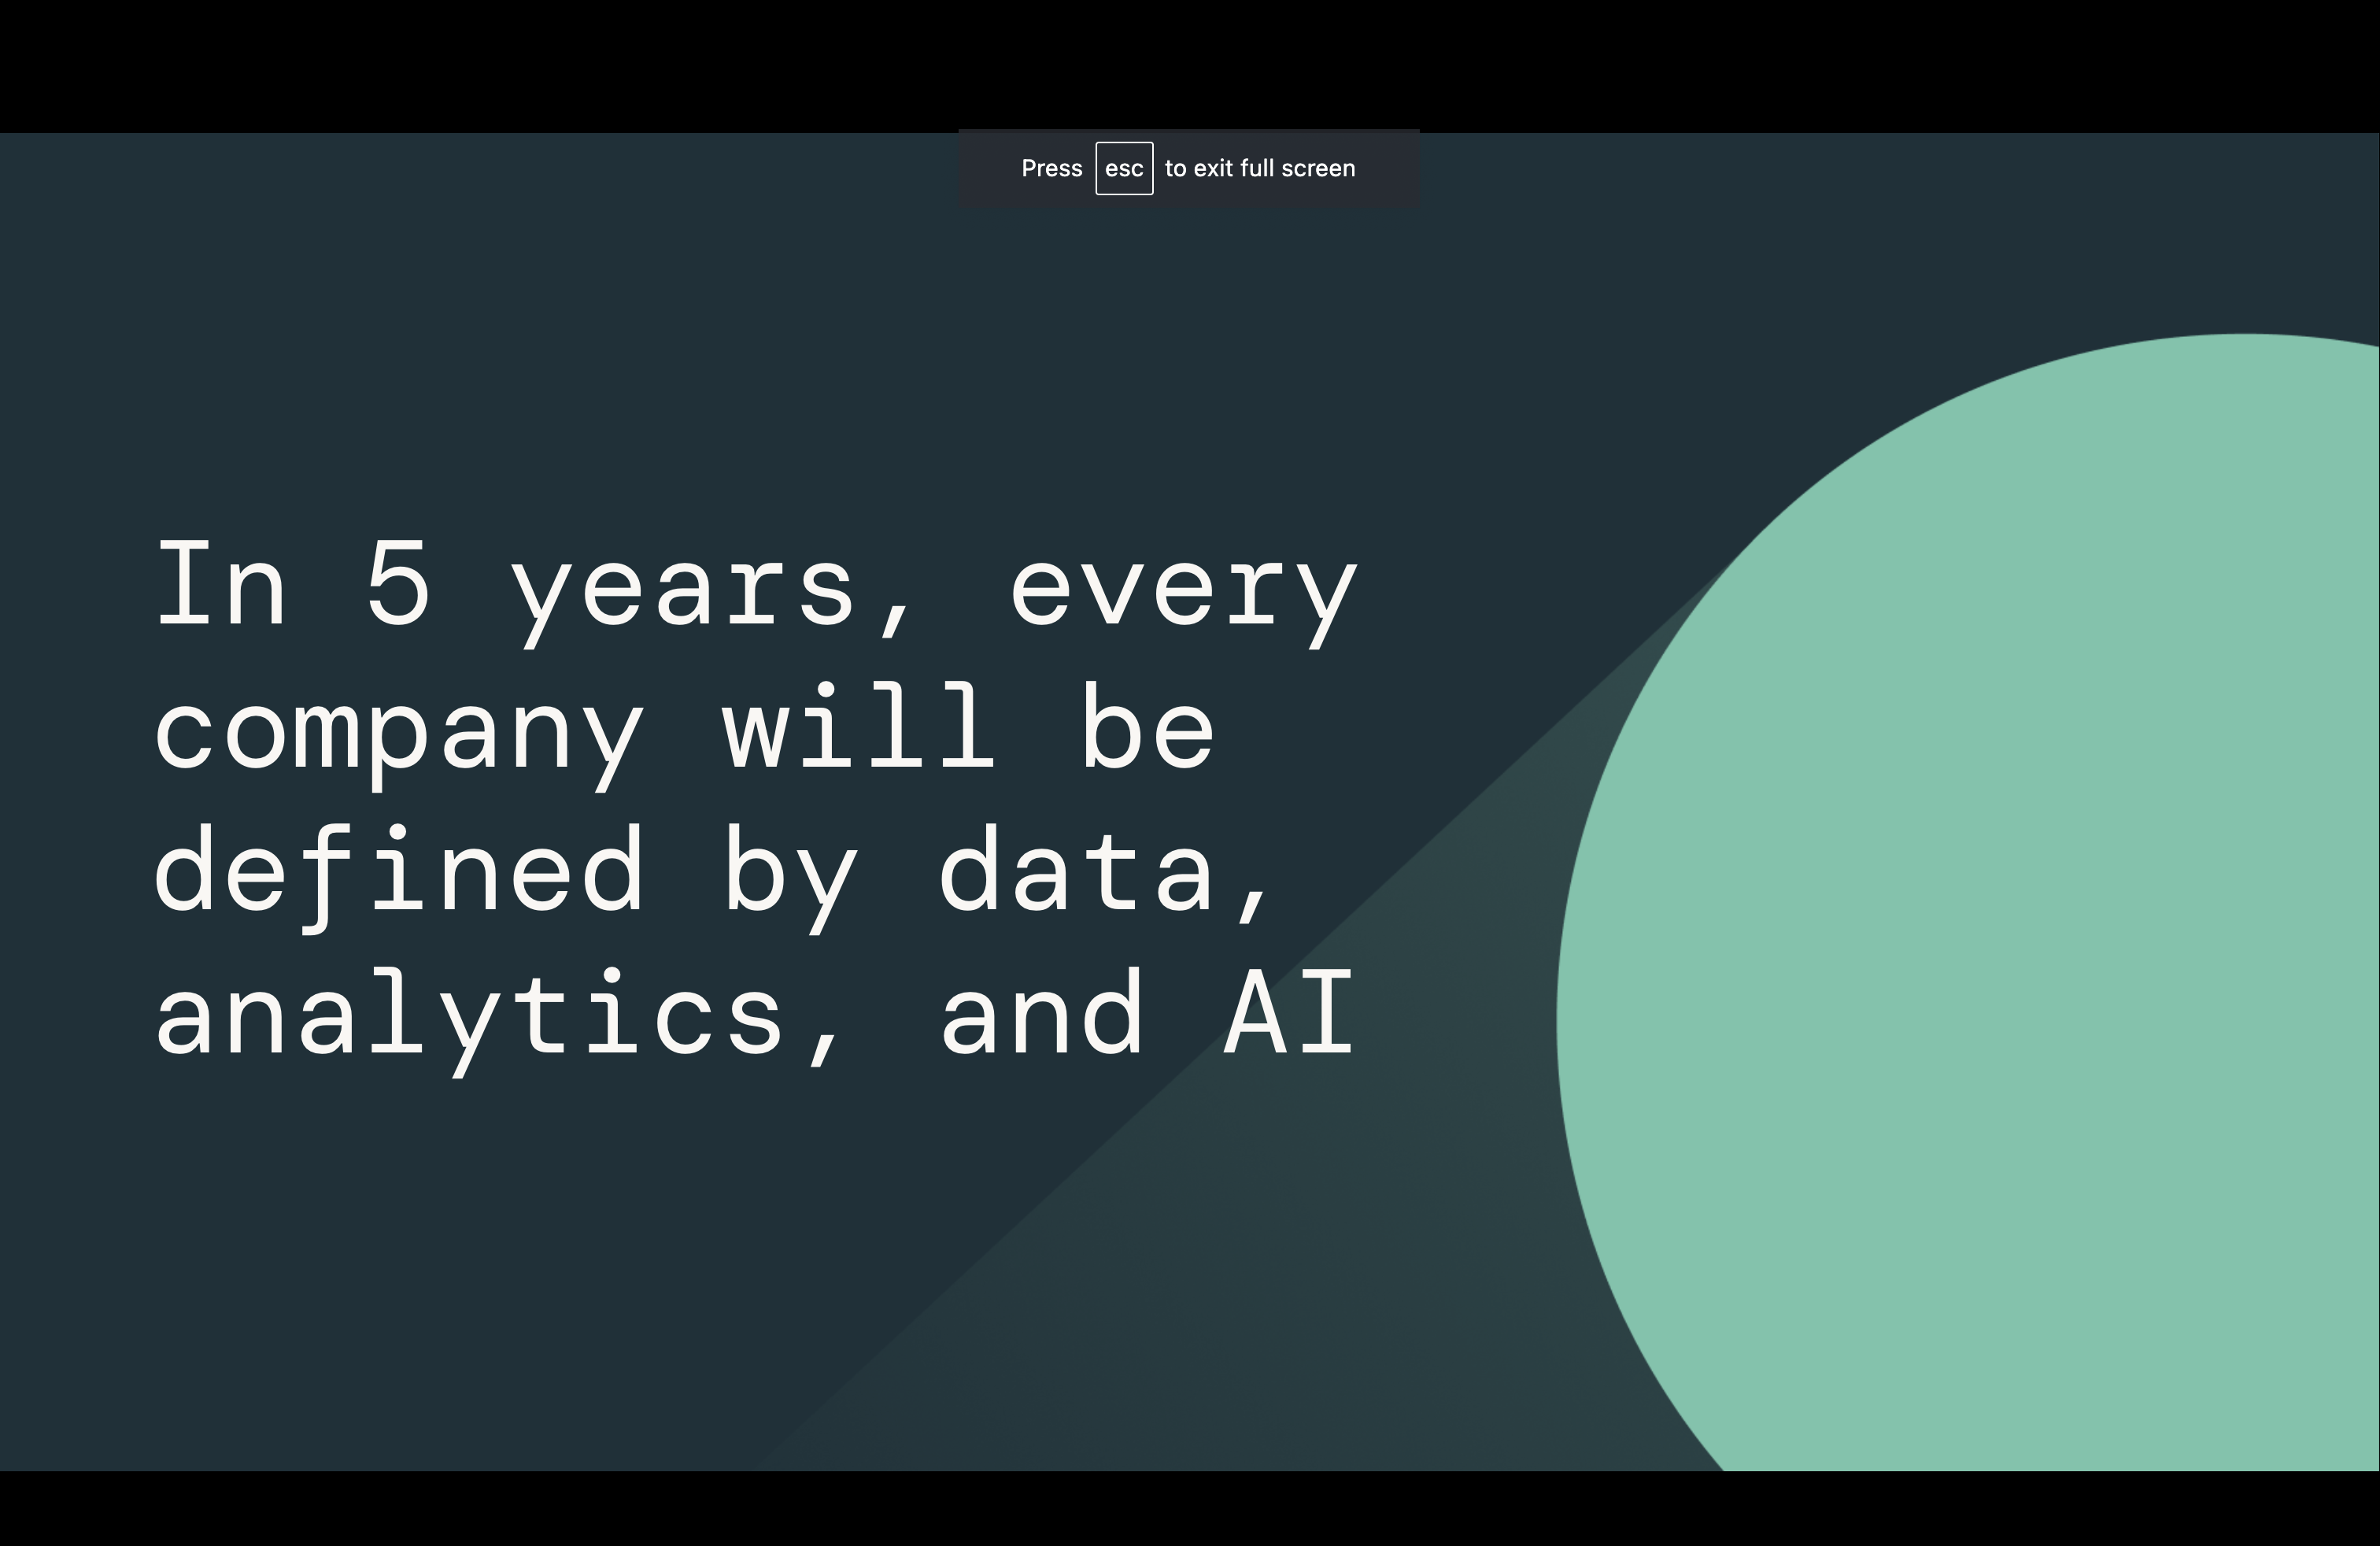 Press esc to exit full screen
In 5 years, every
company will be
defined by data,
analytics, and AI